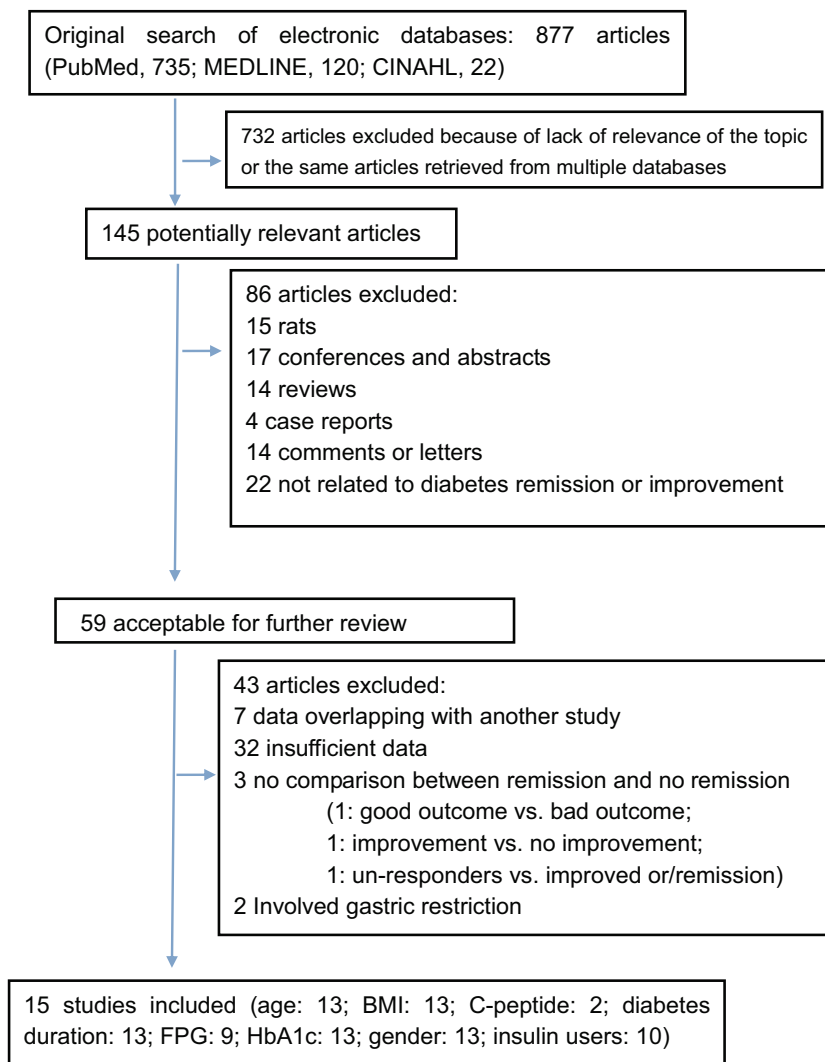 Original search of electronic databases: 877 articles
(PubMed, 735; MEDLINE, 120; CINAHL, 22)
732 articles excluded because of lack of relevance of the topic
or the same articles retrieved from multiple databases
145 potentially relevant articles
86 articles excluded:
15 rats
17 conferences and abstracts
14 reviews
4 case reports
14 comments or letters
22 not related to diabetes remission or improvement
59 acceptable for further review
43 articles excluded:
7 data overlapping with another study
32 insufficient data
3 no comparison between remission and no remission
(1: good outcome vs. bad outcome;
1: improvement vs. no improvement;
1: un-responders vs. improved or/remission)
2 Involved gastric restriction
15 studies included (age: 13; BMI: 13; C-peptide: 2; diabetes
duration: 13; FPG: 9; HbA1c: 13; gender: 13; insulin users: 10)